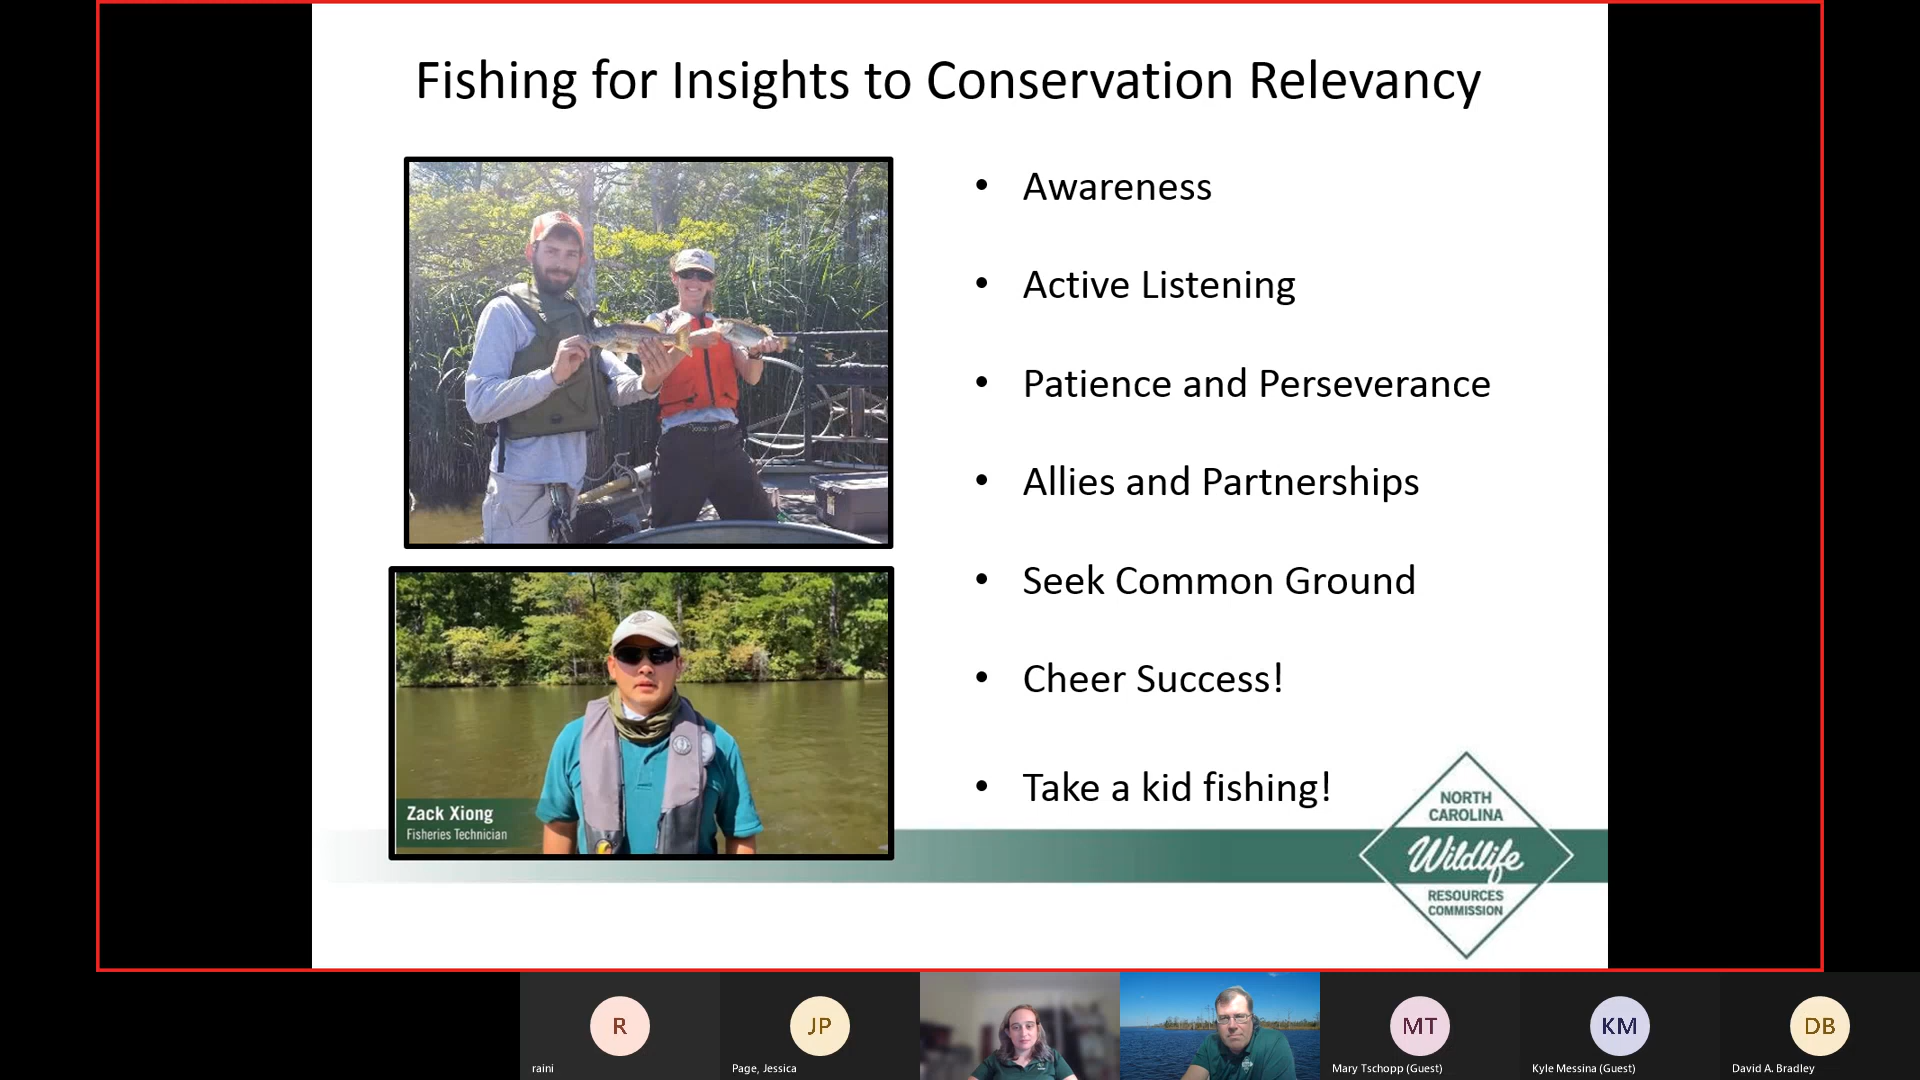 Fishing for Insights to Conservation Relevancy
• Awareness
• Active Listening
• Patience and Perseverance
• Allies and Partnerships
• Seek Common Ground
• Cheer Success!
• Take a kid fishing!
Zack Xiong
Fisheries Technician
NORTH
CAROLINA
Wildlife
RESOURCES
COMMISSION
R
JP
MT
KM
DB
raini
Page, Jessica
Mary Tschopp (Guest)
Kyle Messina (Guest)
David A. Bradley